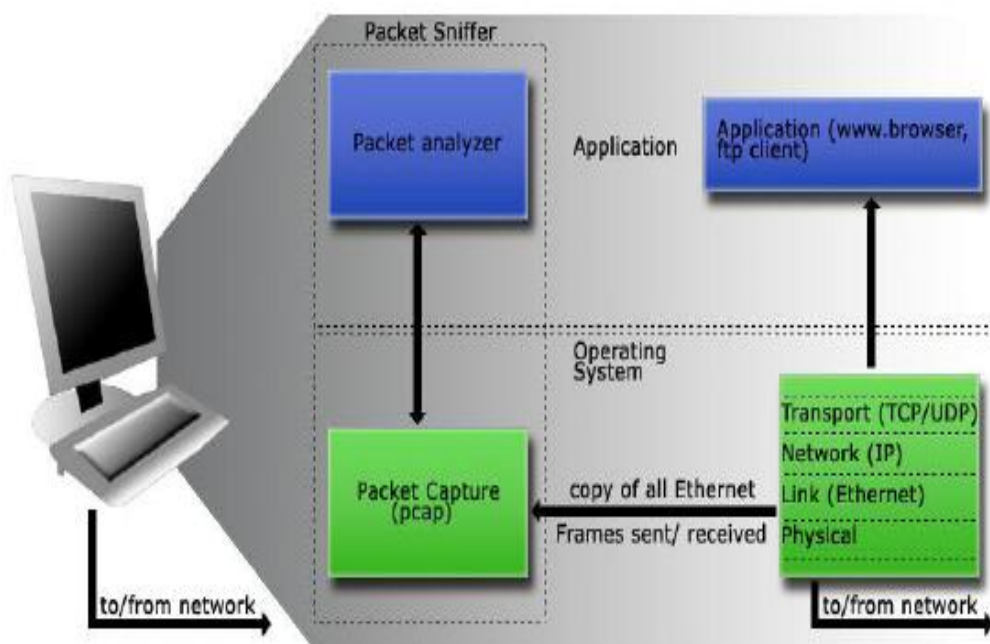 Packet Sniffer
Packet analyzer
Application
Application (www.browser,
ftp client)
Operating
System
Transport (TCP/UDP)
Network (IP)
Link (Ethernet)
Physical
Packet Capture
(pcap)
copy of all Ethernet
Frames sent/ received
to/from network
to/from network